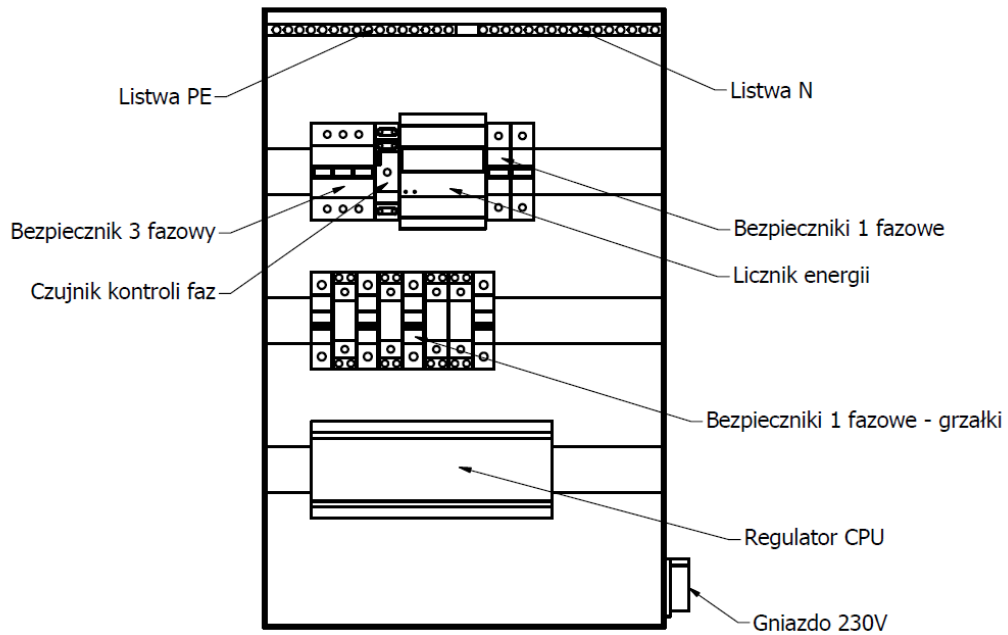 Listwa PE
Listwa N
Bezpiecznik 3 fazowy
Bezpieczniki 1 fazowe
Licznik energii
Czujnik kontroli faz
Bezpieczniki 1 fazowe - grzałki
Regulator CPU
Gniazdo 230V